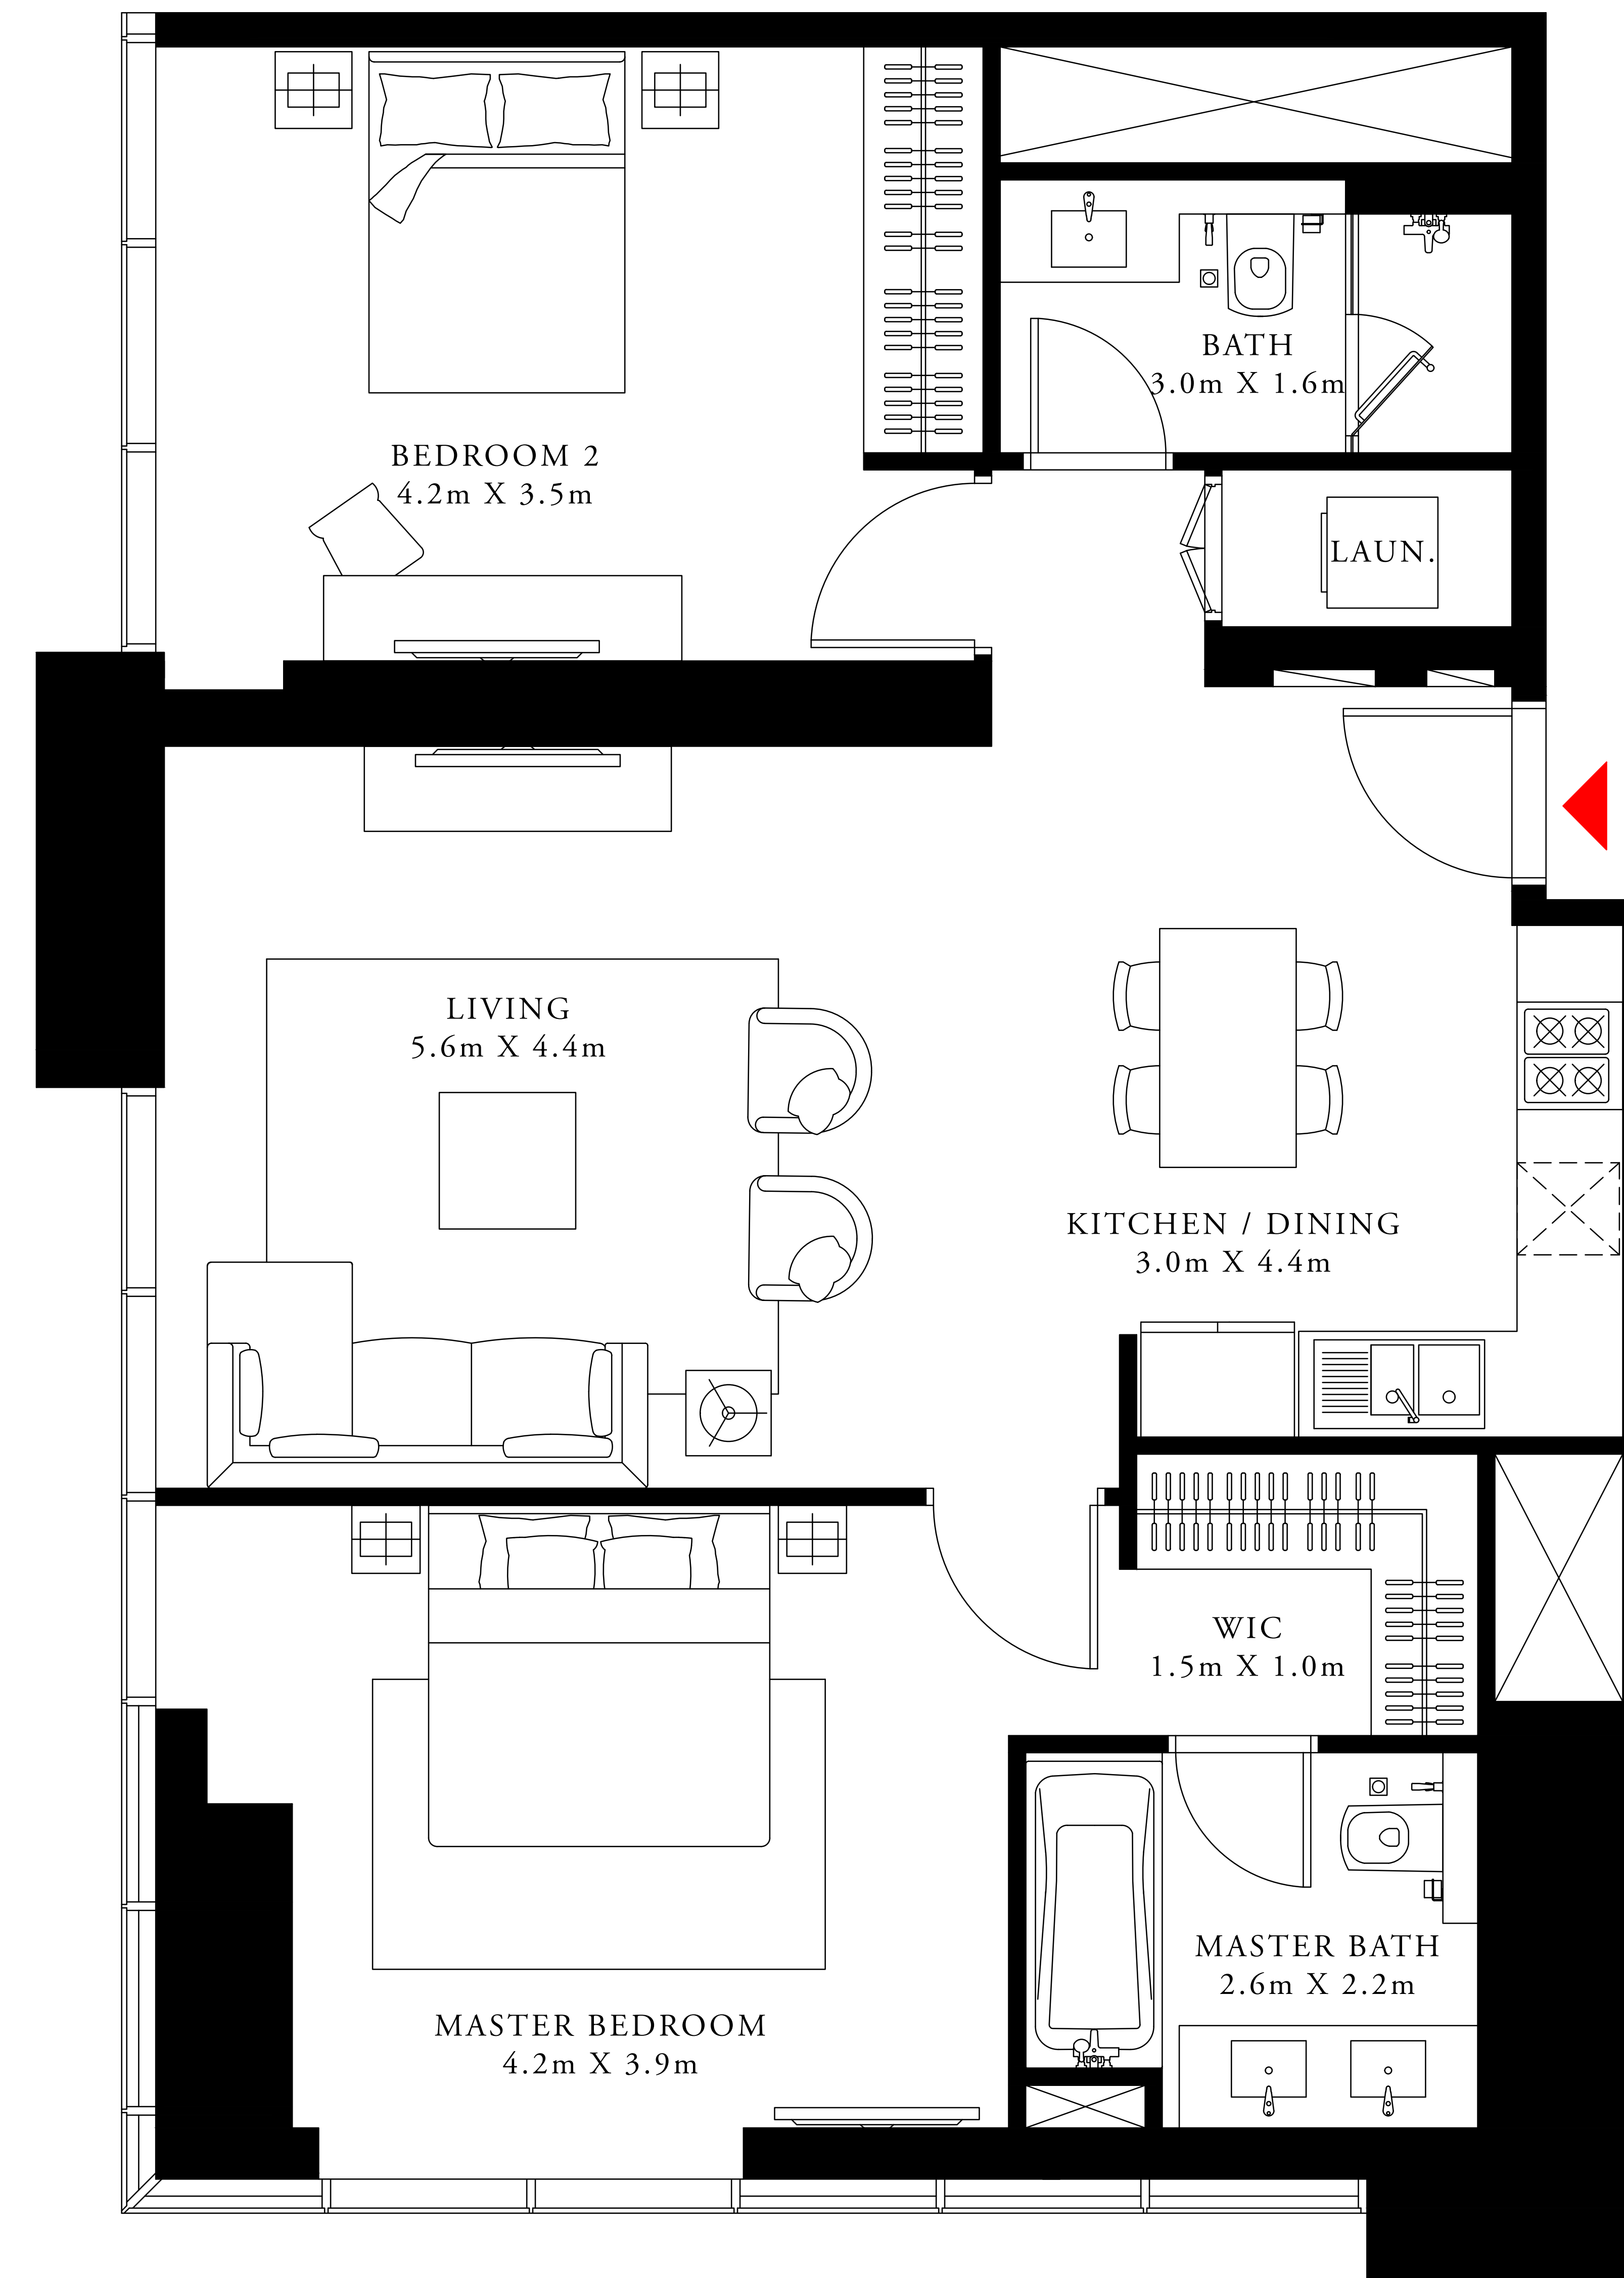 BATH
3.0m X 1.6m
BEDROOM 2
4.2m X 3.5m
LAUN.
LIVING
5.6m X 4.4m
KITCHEN / DINING
3.0m X 4.4m
WIC
1.5m X 1.0m
MASTER BATH
2.6m X 2.2m
MASTER BEDROOM
4.2m X 3.9m